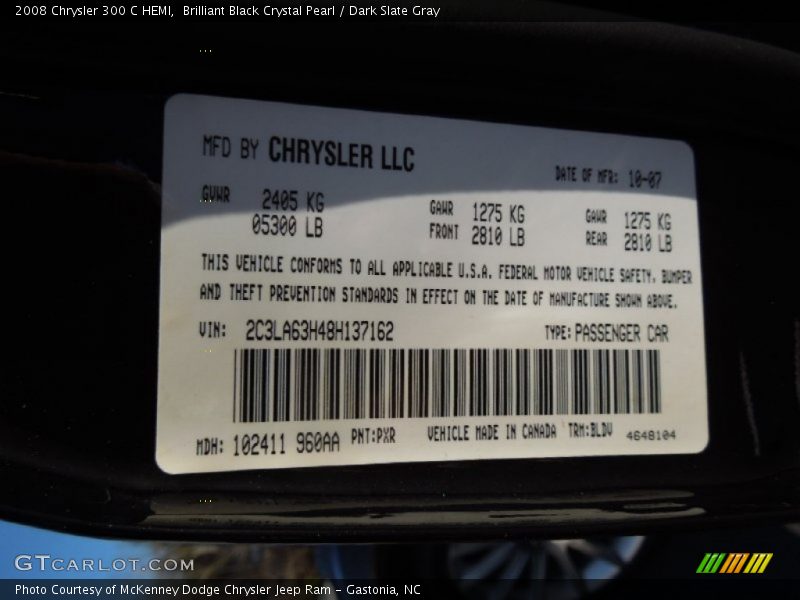 2008 Chrysler 300 C HEMI,  Brilliant Black Crystal Pearl / Dark Slate Gray
MFD BY CHRYSLER LLC
DATE OF MFR: 10-07
GVWR 2405 KG
05300 LB
GAWR 1275 KG
FRONT 2810 LB
GAWR 1275 KG
REAR 2810 LB
THIS VEHICLE CONFORMS TO ALL APPLICABLE U.S.A. FEDERAL MOTOR VEHICLE SAFETY, BUMPER
AND THEFT PREVENTION STANDARDS IN EFFECT ON THE DATE OF MANUFACTURE SHOWN ABOVE.
VIN: 2C3LA63H48H137162
TYPE: PASSENGER CAR
MDH: 102411 960AA PNT:PXR VEHICLE MADE IN CANADA TRM:BLDV 4648104
GTCARLOT.COM
Photo Courtesy of McKenney Dodge Chrysler Jeep Ram - Gastonia, NC